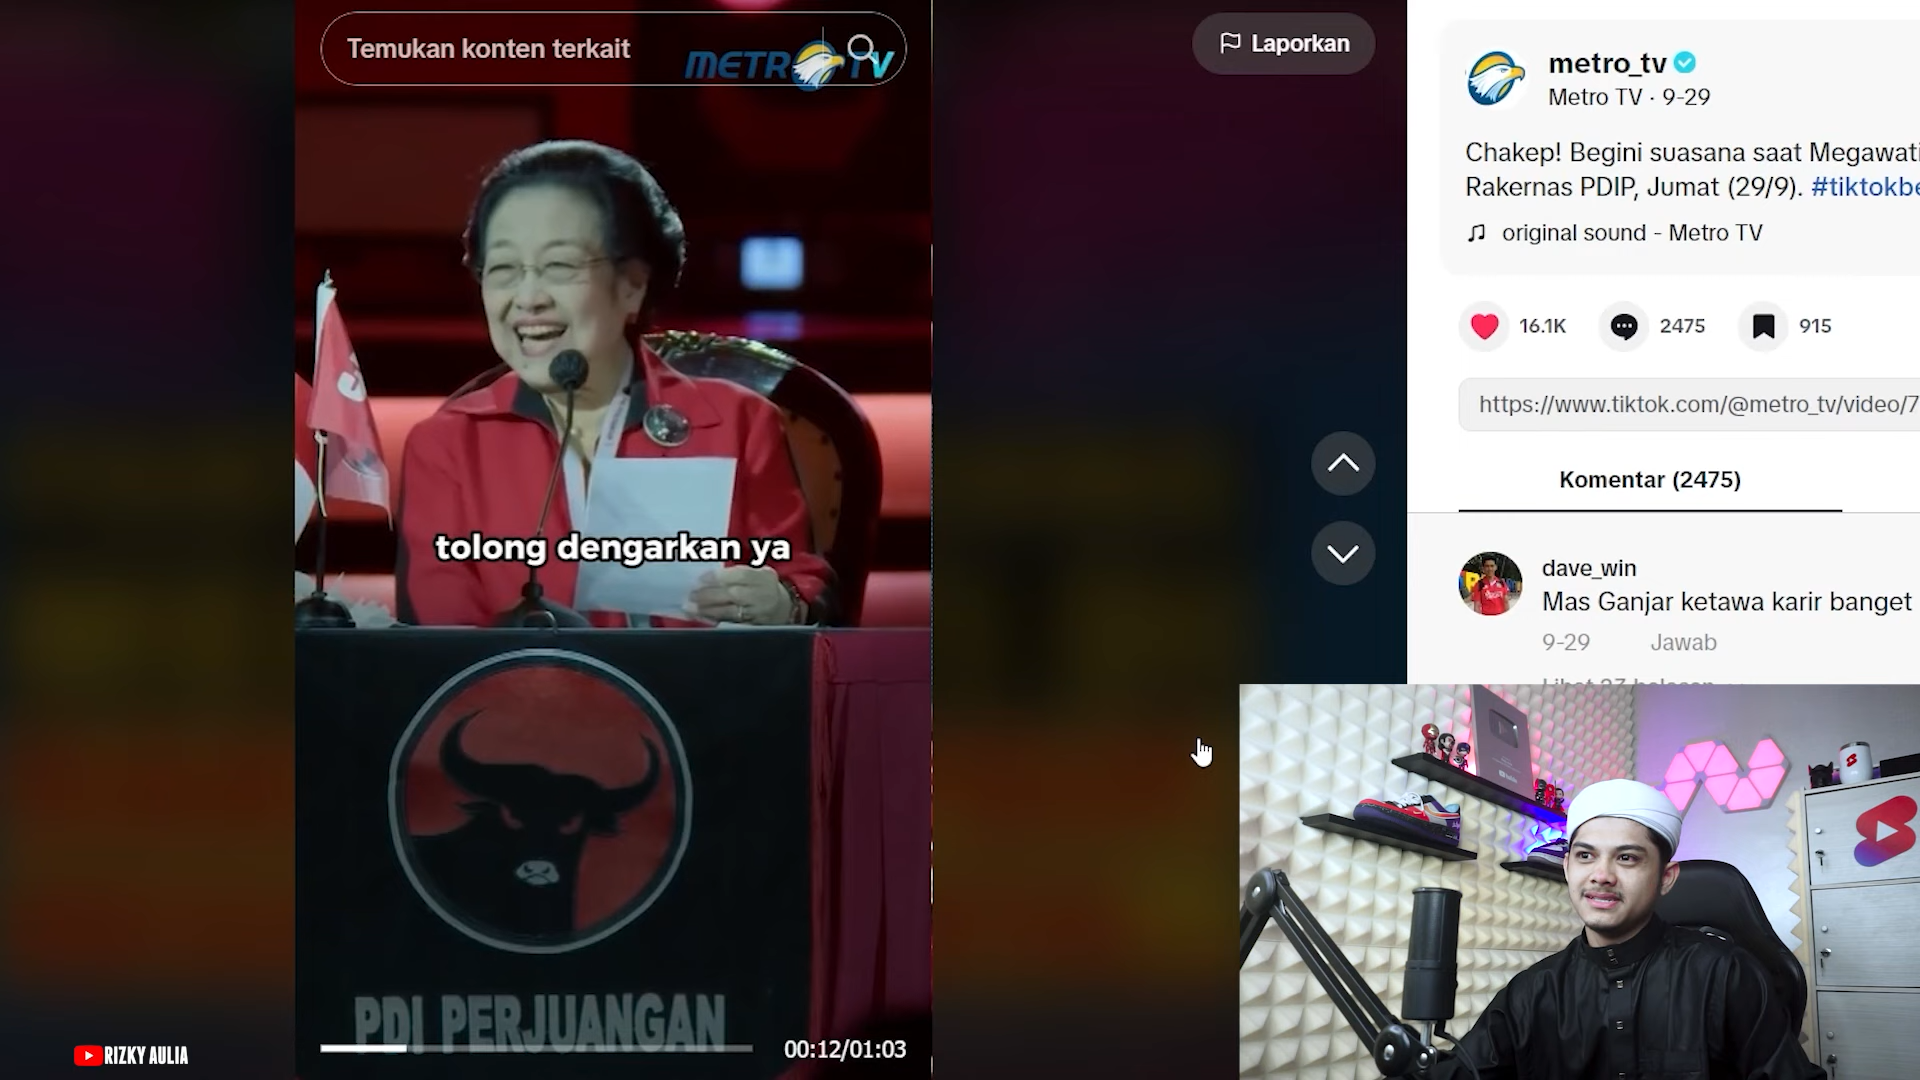 Temukan konten terkait
METRO TV
Laporkan
tolong dengarkan ya
PDI PERJUANGAN
00:12/01:03
RIZKY AULIA
metro_tv
Metro TV · 9-29
Chakep! Begini suasana saat Megawati
Rakernas PDIP, Jumat (29/9). #tiktokbe
original sound - Metro TV
16.1K
2475
915
https://www.tiktok.com/@metro_tv/video/7
Komentar (2475)
dave_win
Mas Ganjar ketawa karir banget
9-29
Jawab